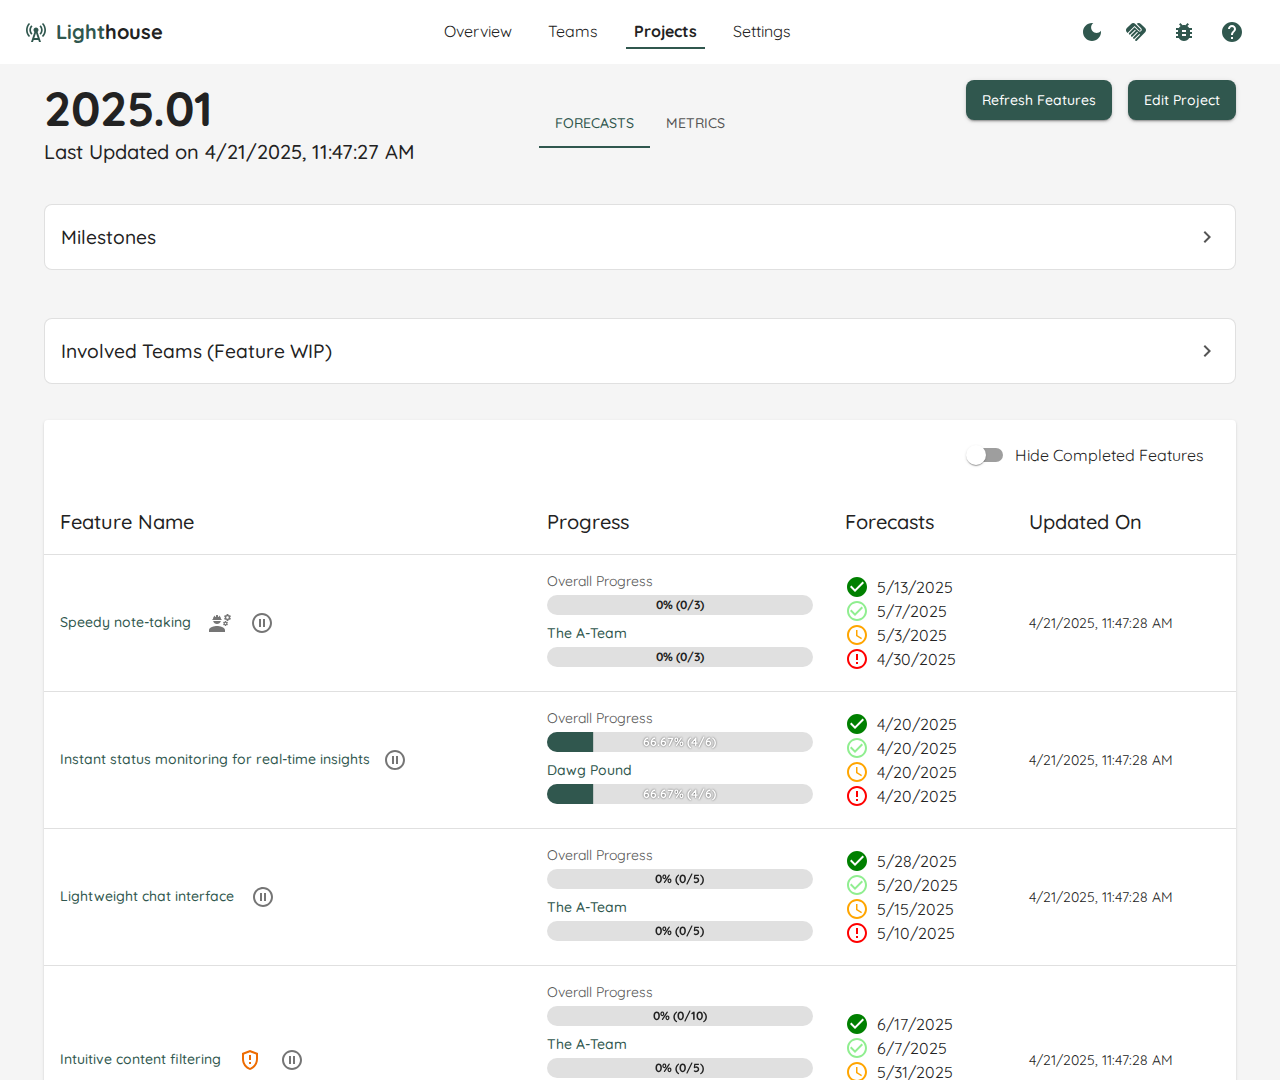 Lighthouse
Overview
Teams
Projects
Settings
2025.01
Last Updated on 4/21/2025, 11:47:27 AM
FORECASTS
METRICS
Refresh Features
Edit Project
Milestones
Involved Teams (Feature WIP)
Hide Completed Features
Feature Name
Progress
Forecasts
Updated On
Speedy note-taking
Overall Progress
0% (0/3)
The A-Team
0% (0/3)
5/13/2025
5/7/2025
5/3/2025
4/30/2025
4/21/2025, 11:47:28 AM
Instant status monitoring for real-time insights
Overall Progress
66.67% (4/6)
Dawg Pound
66.67% (4/6)
4/20/2025
4/20/2025
4/20/2025
4/20/2025
4/21/2025, 11:47:28 AM
Lightweight chat interface
Overall Progress
0% (0/5)
The A-Team
0% (0/5)
5/28/2025
5/20/2025
5/15/2025
5/10/2025
4/21/2025, 11:47:28 AM
Intuitive content filtering
Overall Progress
0% (0/10)
The A-Team
0% (0/5)
6/17/2025
6/7/2025
5/31/2025
4/21/2025, 11:47:28 AM